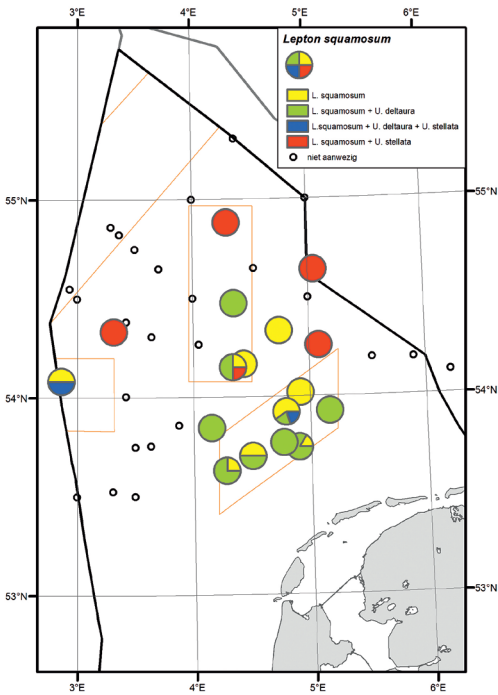 3°E 4°E 5°E 6°E
Lepton squamosum
L. squamosum
L. squamosum + U. deltaura
L.squamosum + U. deltaura + U. stellata
L. squamosum + U. stellata
niet aanwezig
55°N 55°N
54°N 54°N
53°N 53°N
3°E 4°E 5°E 6°E